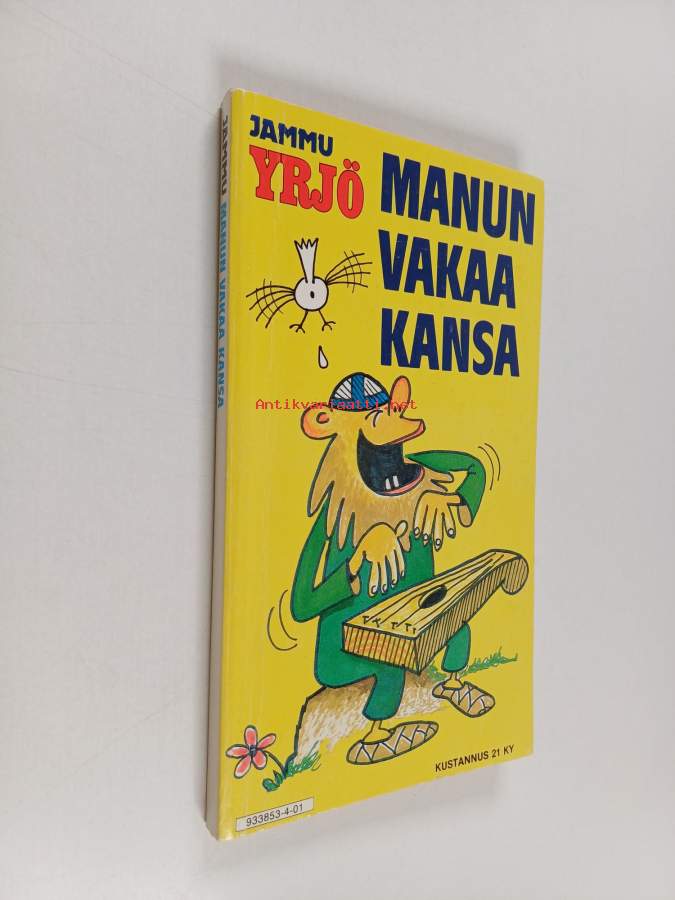 JAMMU
YRJÖ
MANUN
VAKAA
KANSA
JAMMU MANUN VAKAA KANSA
Antikvariaatti.net
KUSTANNUS 21 KY
933853-4-01